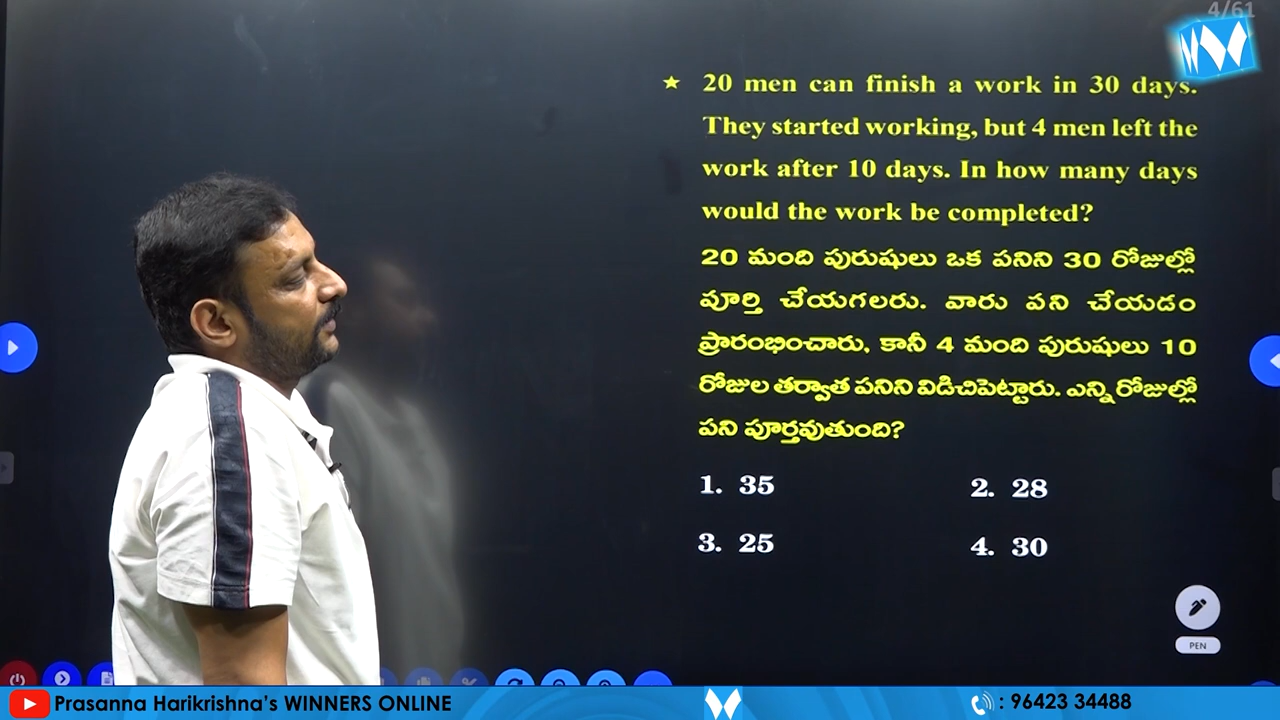 4/61
★ 20 men can finish a work in 30 days.
They started working, but 4 men left the
work after 10 days. In how many days
would the work be completed?
20 మంది పురుషులు ఒక పనిని 30 రోజుల్లో
పూర్తి చేయగలరు. వారు పని చేయడం
ప్రారంభించారు, కానీ 4 మంది పురుషులు 10
రోజుల తర్వాత పనిని విడిచిపెట్టారు. ఎన్ని రోజుల్లో
పని పూర్తవుతుంది?
1. 35 2. 28
3. 25 4. 30
PEN
Prasanna Harikrishna's WINNERS ONLINE
: 96423 34488